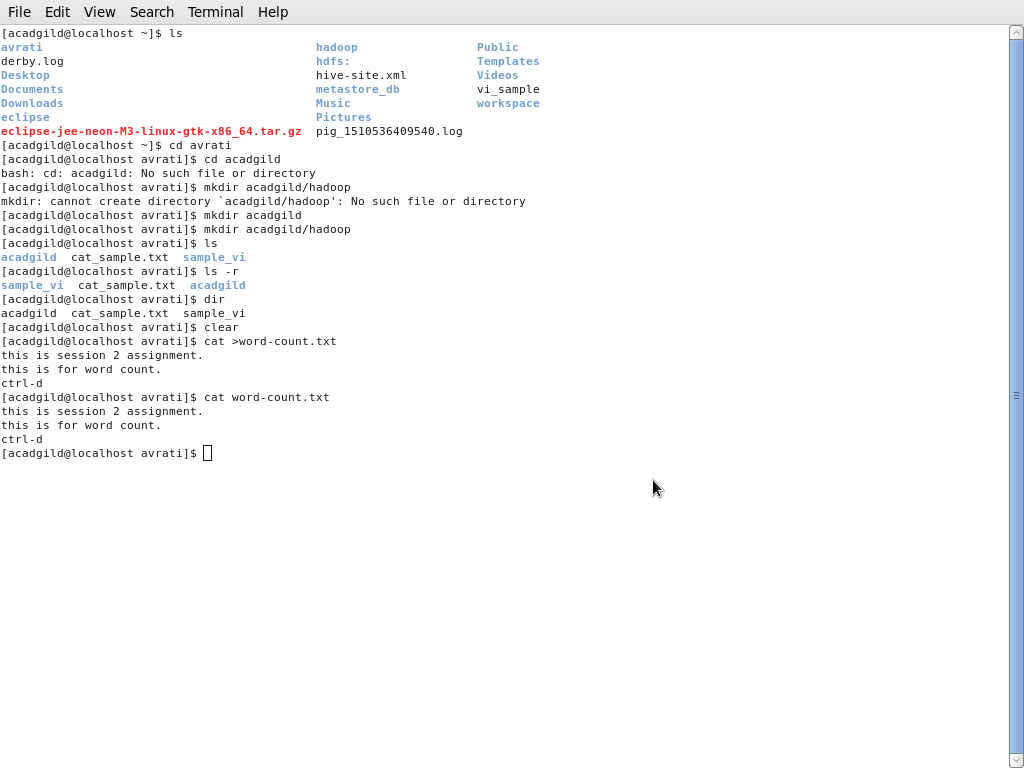 File Edit View Search Terminal Help
[acadgild@localhost ~]$ ls
avrati hadoop Public
derby.log hdfs: Templates
Desktop hive-site.xml Videos
Documents metastore_db vi_sample
Downloads Music workspace
eclipse Pictures
eclipse-jee-neon-M3-linux-gtk-x86_64.tar.gz pig_1510536409540.log
[acadgild@localhost ~]$ cd avrati
[acadgild@localhost avrati]$ cd acadgild
bash: cd: acadgild: No such file or directory
[acadgild@localhost avrati]$ mkdir acadgild/hadoop
mkdir: cannot create directory `acadgild/hadoop': No such file or directory
[acadgild@localhost avrati]$ mkdir acadgild
[acadgild@localhost avrati]$ mkdir acadgild/hadoop
[acadgild@localhost avrati]$ ls
acadgild cat_sample.txt sample_vi
[acadgild@localhost avrati]$ ls -r
sample_vi cat_sample.txt acadgild
[acadgild@localhost avrati]$ dir
acadgild cat_sample.txt sample_vi
[acadgild@localhost avrati]$ clear
[acadgild@localhost avrati]$ cat >word-count.txt
this is session 2 assignment.
this is for word count.
ctrl-d
[acadgild@localhost avrati]$ cat word-count.txt
this is session 2 assignment.
this is for word count.
ctrl-d
[acadgild@localhost avrati]$